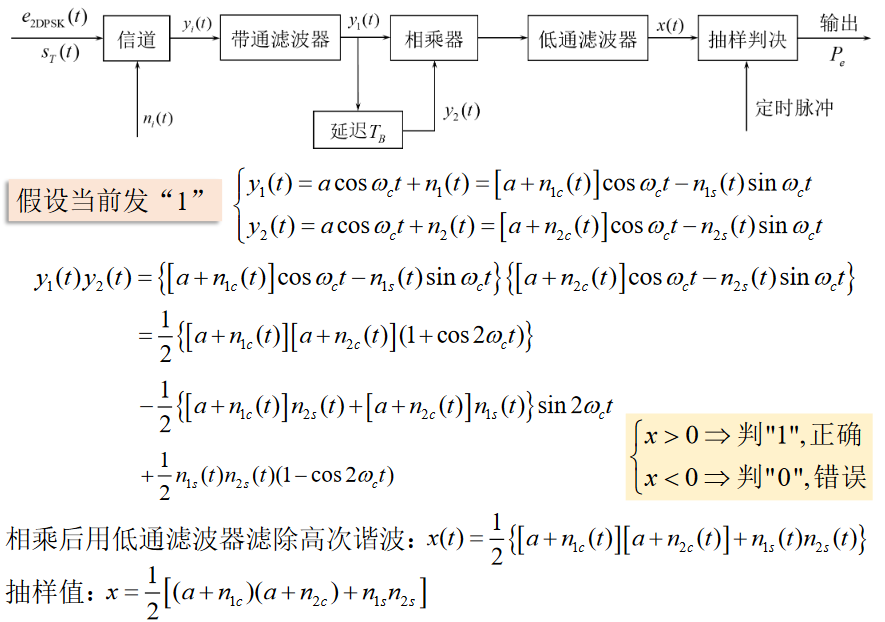 e_{2DPSK}(t)
s_T(t)
信道
n_i(t)
y_i(t)
带通滤波器
y_1(t)
延迟T_B
相乘器
y_2(t)
低通滤波器
x(t)
抽样判决
定时脉冲
输出
P_e
假设当前发“1”
y_1(t) = a cos ω_c t + n_1(t) = [a + n_{1c}(t)] cos ω_c t − n_{1s}(t) sin ω_c t
y_2(t) = a cos ω_c t + n_2(t) = [a + n_{2c}(t)] cos ω_c t − n_{2s}(t) sin ω_c t
y_1(t) y_2(t) = {[a + n_{1c}(t)] cos ω_c t − n_{1s}(t) sin ω_c t}{[a + n_{2c}(t)] cos ω_c t − n_{2s}(t) sin ω_c t}
= 1/2 {[a + n_{1c}(t)][a + n_{2c}(t)](1 + cos 2ω_c t)}
− 1/2 {[a + n_{1c}(t)] n_{2s}(t) + [a + n_{2c}(t)] n_{1s}(t)} sin 2ω_c t
+ 1/2 n_{1s}(t) n_{2s}(t)(1 − cos 2ω_c t)
x > 0 ⇒ 判"1",正确
x < 0 ⇒ 判"0",错误
相乘后用低通滤波器滤除高次谐波：x(t) = 1/2 {[a + n_{1c}(t)][a + n_{2c}(t)] + n_{1s}(t) n_{2s}(t)}
抽样值：x = 1/2 [(a + n_{1c})(a + n_{2c}) + n_{1s} n_{2s}]